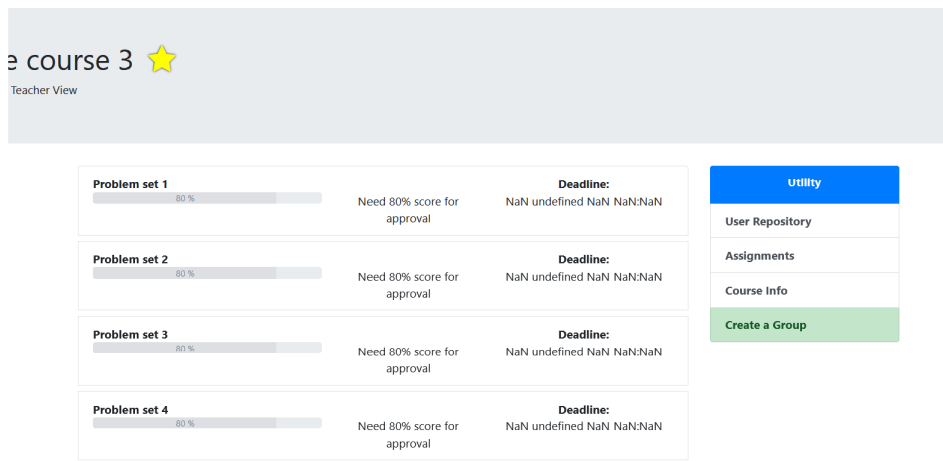 e course 3
Teacher View
Problem set 1
80 %
Need 80% score for
approval
Deadline:
NaN undefined NaN NaN:NaN
Problem set 2
80 %
Need 80% score for
approval
Deadline:
NaN undefined NaN NaN:NaN
Problem set 3
80 %
Need 80% score for
approval
Deadline:
NaN undefined NaN NaN:NaN
Problem set 4
80 %
Need 80% score for
approval
Deadline:
NaN undefined NaN NaN:NaN
Utility
User Repository
Assignments
Course Info
Create a Group